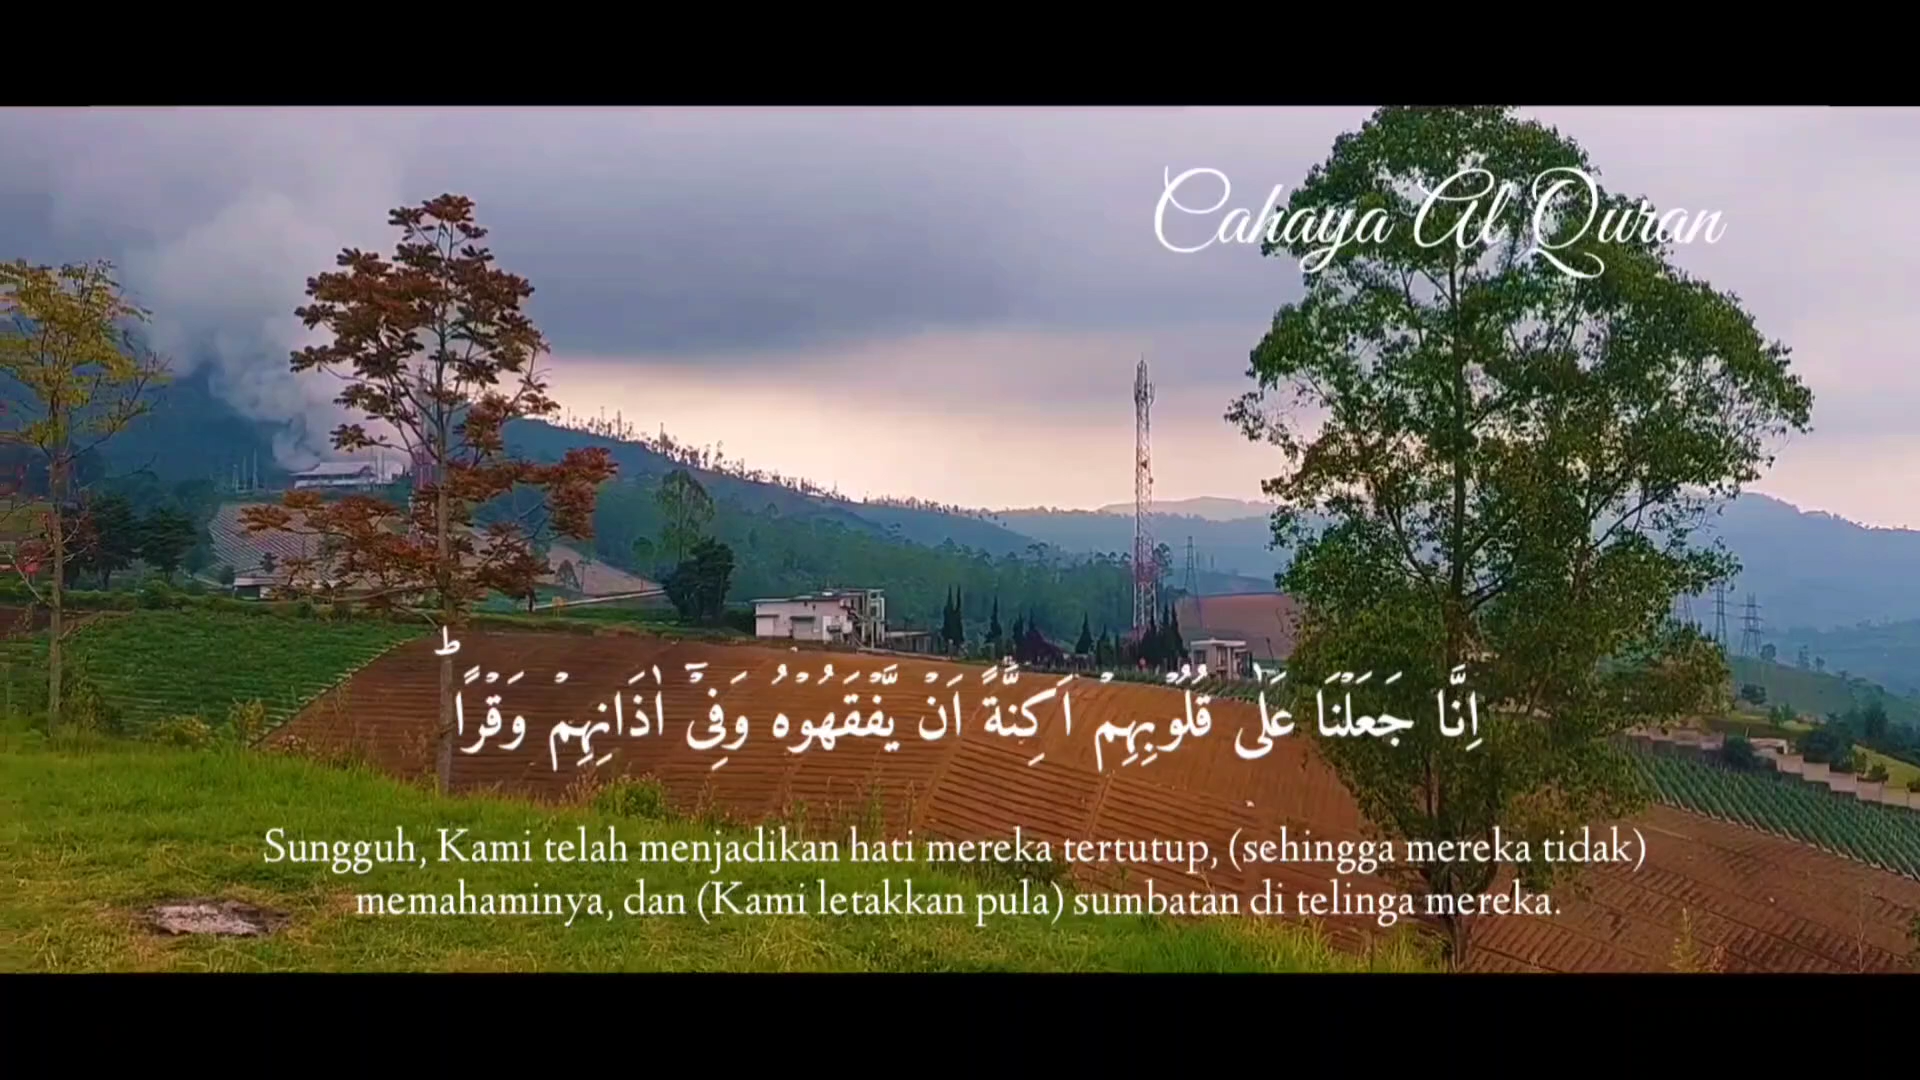 Cahaya Al Quran
اِنَّا جَعَلْنَا عَلٰى قُلُوْبِهِمْ اَكِنَّةً اَنْ يَّفْقَهُوْهُ وَفِيْٓ اٰذَانِهِمْ وَقْرًاۗ
Sungguh, Kami telah menjadikan hati mereka tertutup, (sehingga mereka tidak)
memahaminya, dan (Kami letakkan pula) sumbatan di telinga mereka.